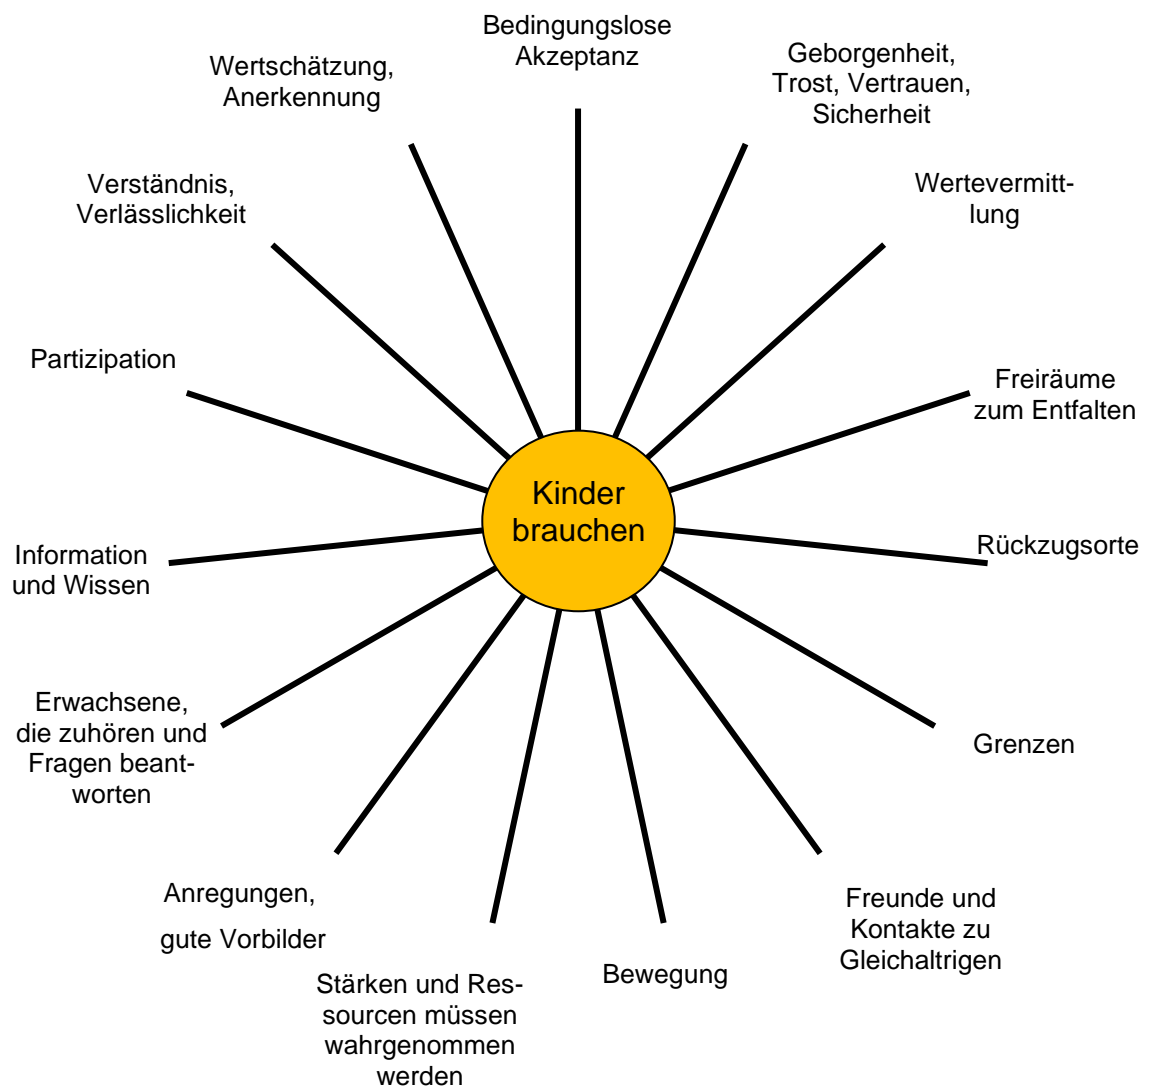 Bedingungslose
Akzeptanz
Geborgenheit,
Trost, Vertrauen,
Sicherheit
Wertevermitt-
lung
Freiräume
zum Entfalten
Rückzugsorte
Grenzen
Freunde und
Kontakte zu
Gleichaltrigen
Bewegung
Stärken und Res-
sourcen müssen
wahrgenommen
werden
Anregungen,
gute Vorbilder
Erwachsene,
die zuhören und
Fragen beant-
worten
Information
und Wissen
Partizipation
Verständnis,
Verlässlichkeit
Wertschätzung,
Anerkennung
Kinder
brauchen